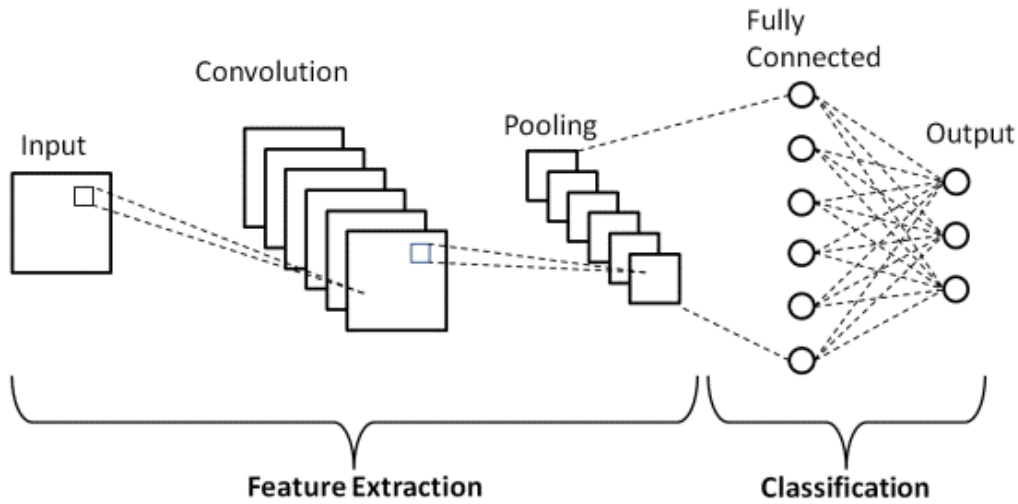 Input
Convolution
Pooling
Fully
Connected
Output
Feature Extraction
Classification